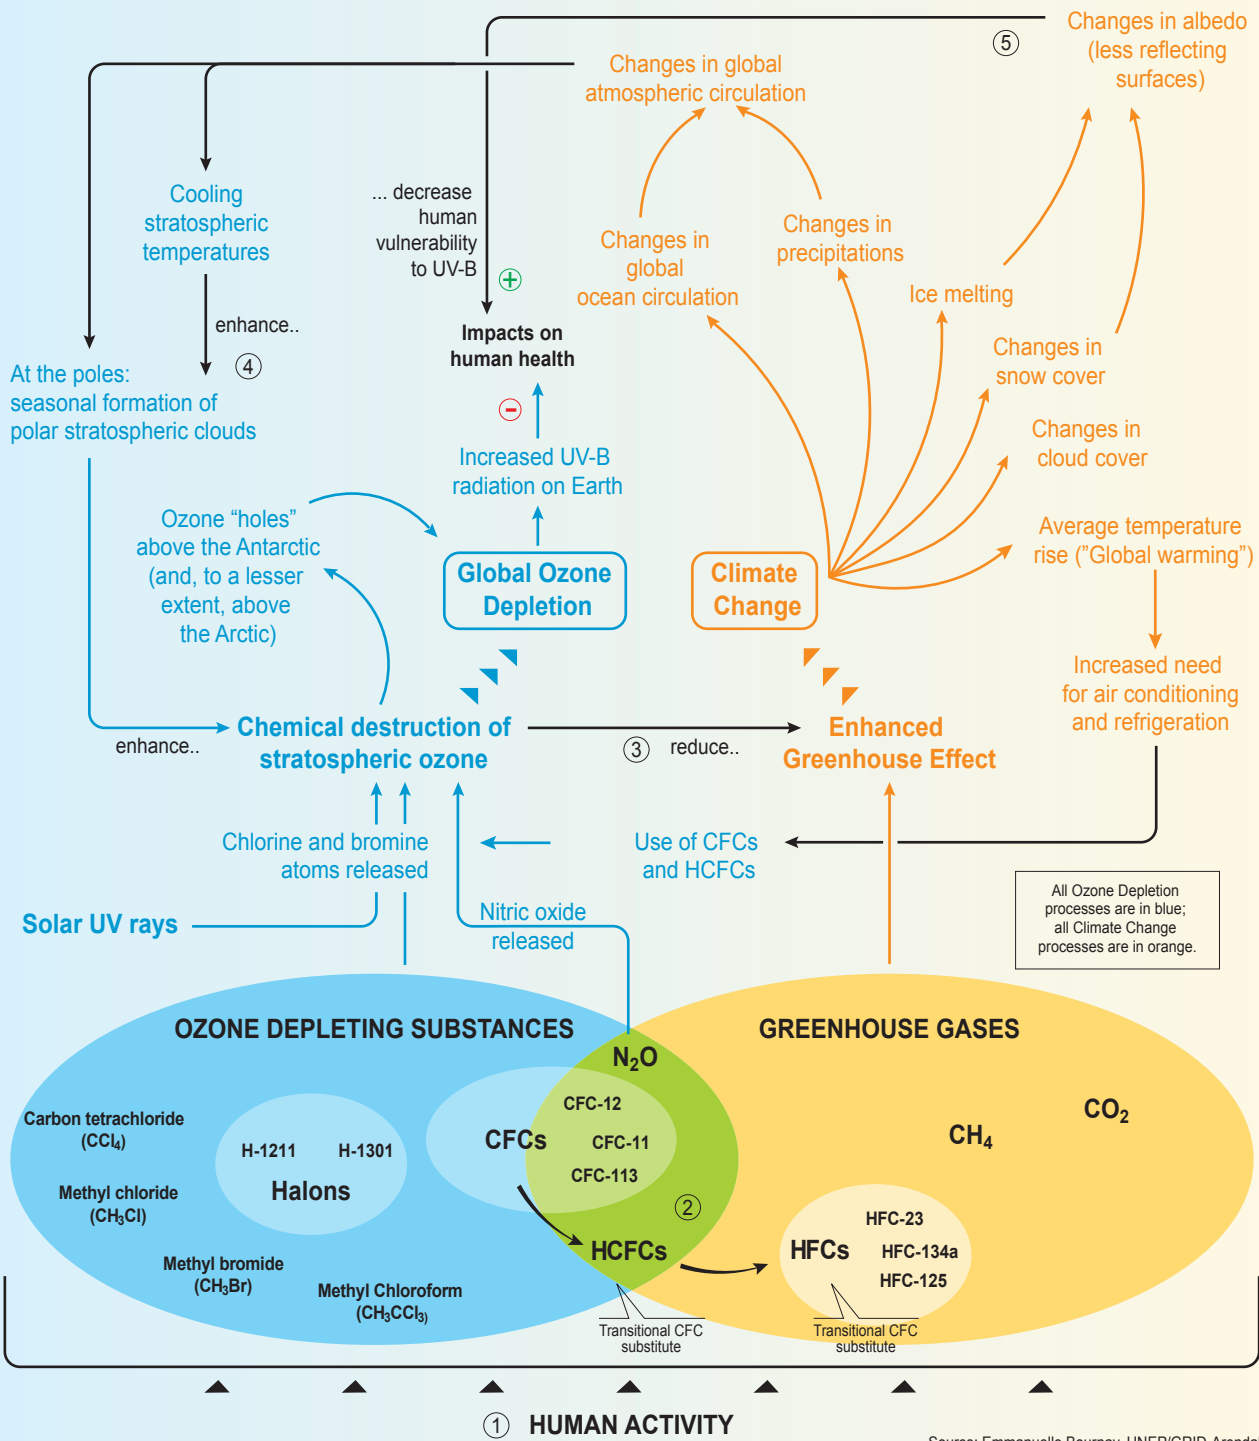 Changes in albedo
(less reflecting
surfaces)
5
Changes in global
atmospheric circulation
Cooling
stratospheric
temperatures
... decrease
human
vulnerability
to UV-B
+
Changes in
global
ocean circulation
Changes in
precipitations
Ice melting
enhance..
4
Impacts on
human health
Changes in
snow cover
At the poles:
seasonal formation of
polar stratospheric clouds
−
Changes in
cloud cover
Increased UV-B
radiation on Earth
Ozone “holes”
above the Antarctic
(and, to a lesser
extent, above
the Arctic)
Average temperature
rise (”Global warming”)
Global Ozone
Depletion
Climate
Change
Increased need
for air conditioning
and refrigeration
enhance..
Chemical destruction of
stratospheric ozone
3
reduce..
Enhanced
Greenhouse Effect
Chlorine and bromine
atoms released
Use of CFCs
and HCFCs
Solar UV rays
Nitric oxide
released
All Ozone Depletion
processes are in blue;
all Climate Change
processes are in orange.
OZONE DEPLETING SUBSTANCES
GREENHOUSE GASES
N₂O
CFC-12
CFCs
CFC-11
CFC-113
CO₂
CH₄
Carbon tetrachloride
(CCl₄)
H-1211
H-1301
Halons
Methyl chloride
(CH₃Cl)
2
HCFCs
HFC-23
HFCs
HFC-134a
HFC-125
Methyl bromide
(CH₃Br)
Methyl Chloroform
(CH₃CCl₃)
Transitional CFC
substitute
Transitional CFC
substitute
1 HUMAN ACTIVITY